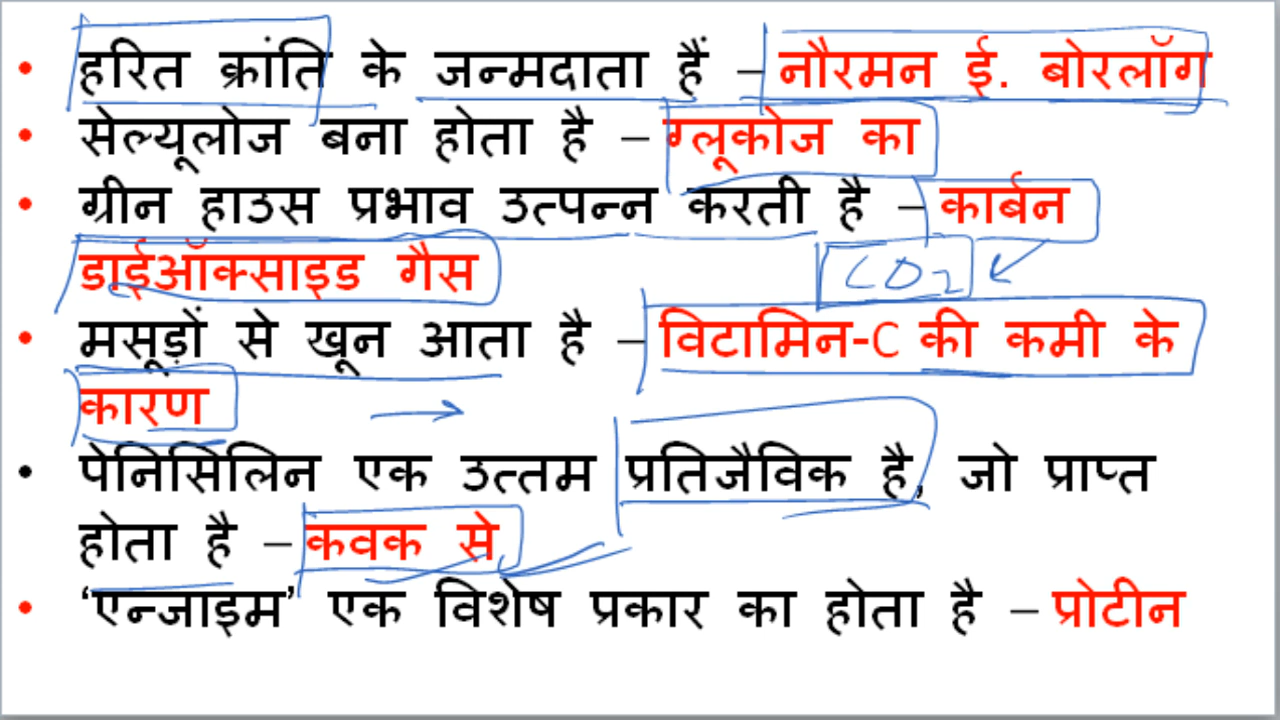 • हरित क्रांति के जन्मदाता हैं – नौरमन ई. बोरलॉग
• सेल्यूलोज बना होता है – ग्लूकोज का
• ग्रीन हाउस प्रभाव उत्पन्न करती है – कार्बन
डाईऑक्साइड गैस CO2
• मसूड़ों से खून आता है – विटामिन-C की कमी के
कारण
• पेनिसिलिन एक उत्तम प्रतिजैविक है, जो प्राप्त
होता है – कवक से
• ‘एन्जाइम’ एक विशेष प्रकार का होता है – प्रोटीन